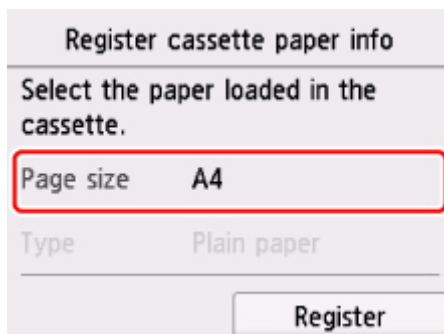 Register cassette paper info
Select the paper loaded in the
cassette.
Page size A4
Type Plain paper
Register